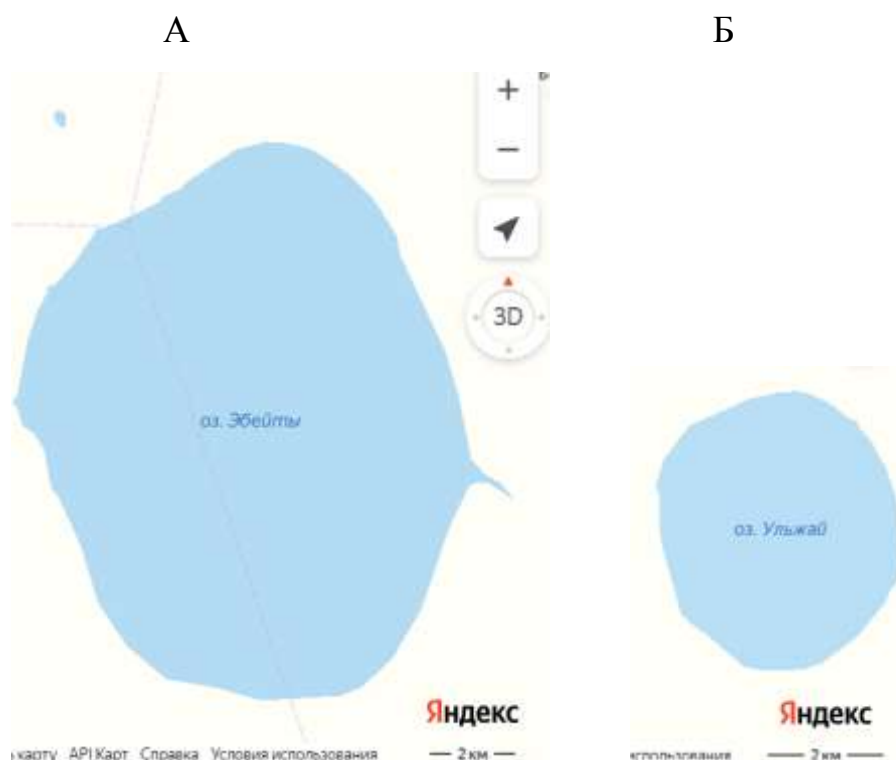 А
Б
+
−
3D
оз. Эбейты
оз. Ульжай
Яндекс
Яндекс
карту API Карт Справка Условия использования
2 км
использования
2 км